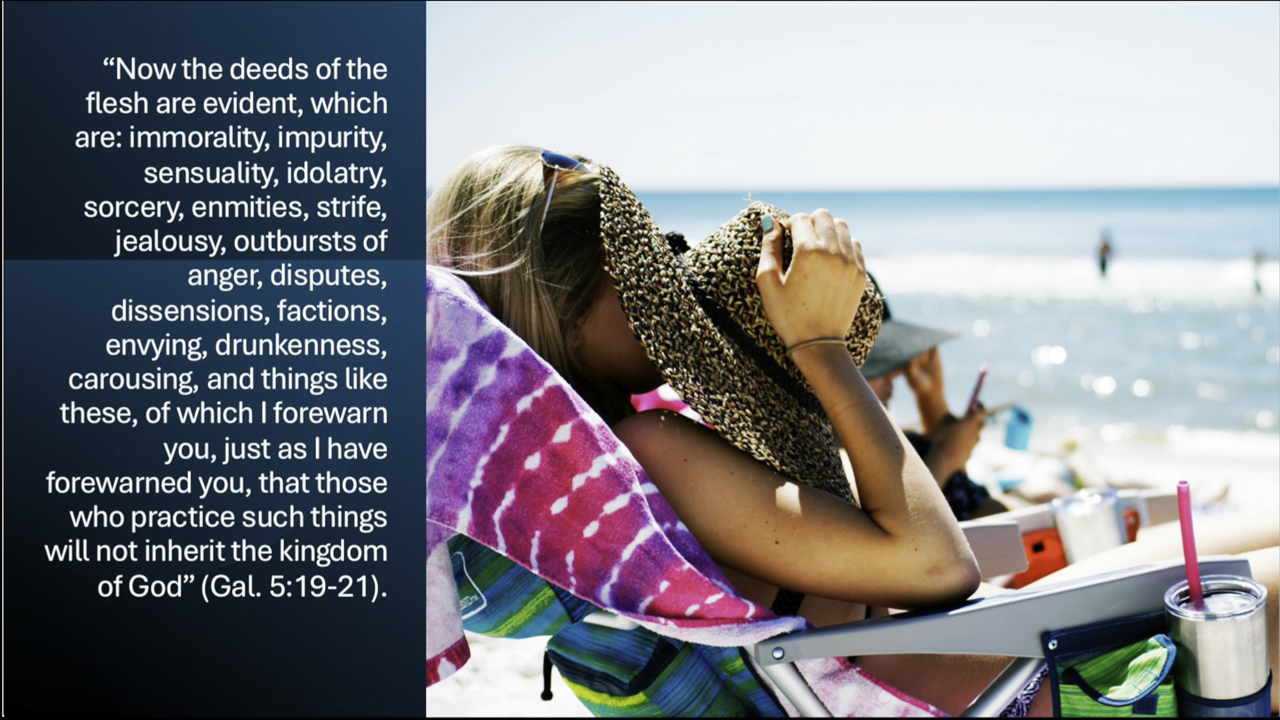 “Now the deeds of the
flesh are evident, which
are: immorality, impurity,
sensuality, idolatry,
sorcery, enmities, strife,
jealousy, outbursts of
anger, disputes,
dissensions, factions,
envying, drunkenness,
carousing, and things like
these, of which I forewarn
you, just as I have
forewarned you, that those
who practice such things
will not inherit the kingdom
of God” (Gal. 5:19-21).